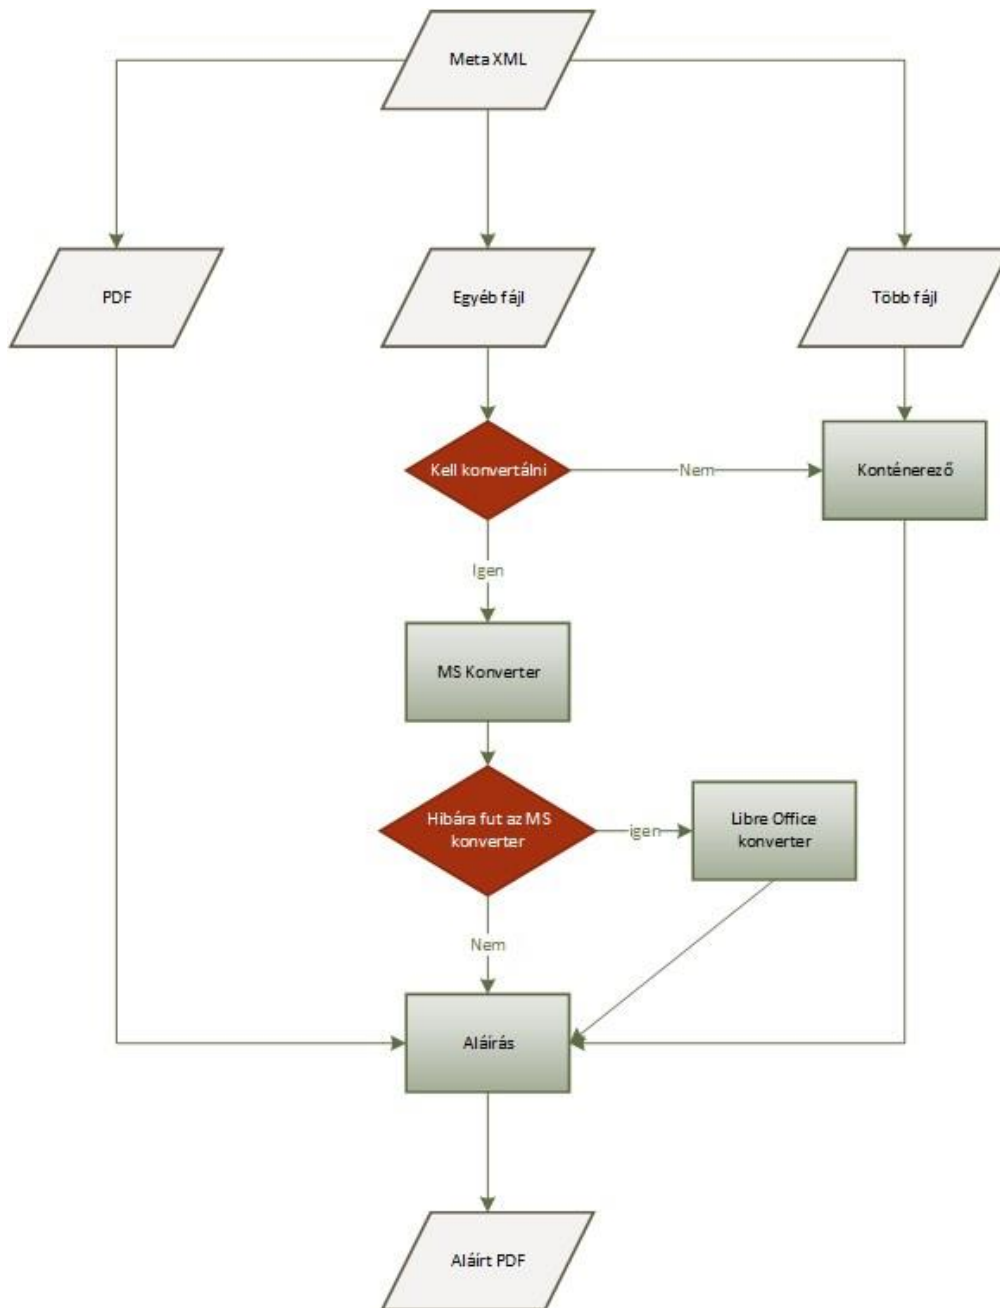 Meta XML
PDF
Egyéb fájl
Több fájl
Kell konvertálni
Nem
Konténerező
Igen
MS Konverter
Hibára fut az MS
konverter
igen
Libre Office
konverter
Nem
Aláírás
Aláírt PDF